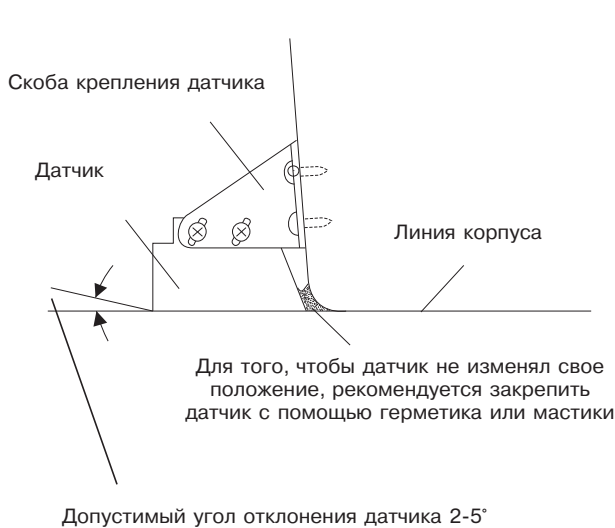 Скоба крепления датчика
Датчик
Линия корпуса
Для того, чтобы датчик не изменял свое
положение, рекомендуется закрепить
датчик с помощью герметика или мастики
Допустимый угол отклонения датчика 2-5°